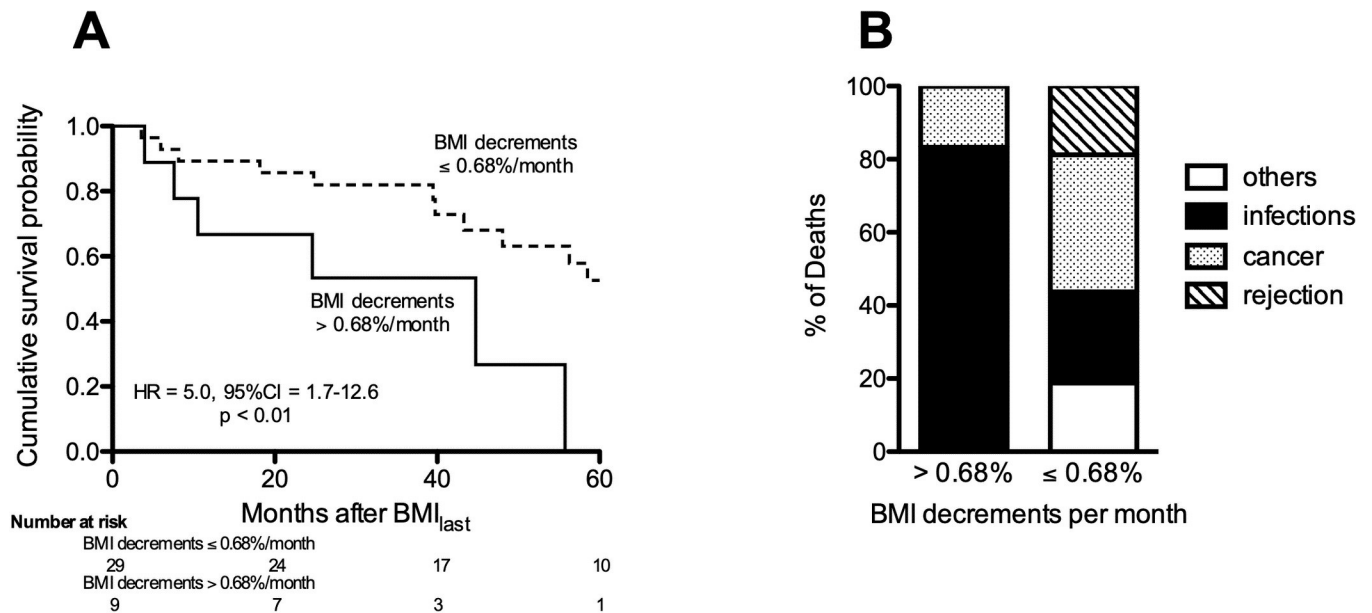 A
Cumulative survival probability
1.0
0.8
0.6
0.4
0.2
0.0
BMI decrements
≤ 0.68%/month
BMI decrements
> 0.68%/month
HR = 5.0, 95%CI = 1.7-12.6
p < 0.01
0 20 40 60
Months after BMIlast
Number at risk
BMI decrements ≤ 0.68%/month
29 24 17 10
BMI decrements > 0.68%/month
9 7 3 1
B
% of Deaths
100
80
60
40
20
0
> 0.68% ≤ 0.68%
BMI decrements per month
others
infections
cancer
rejection